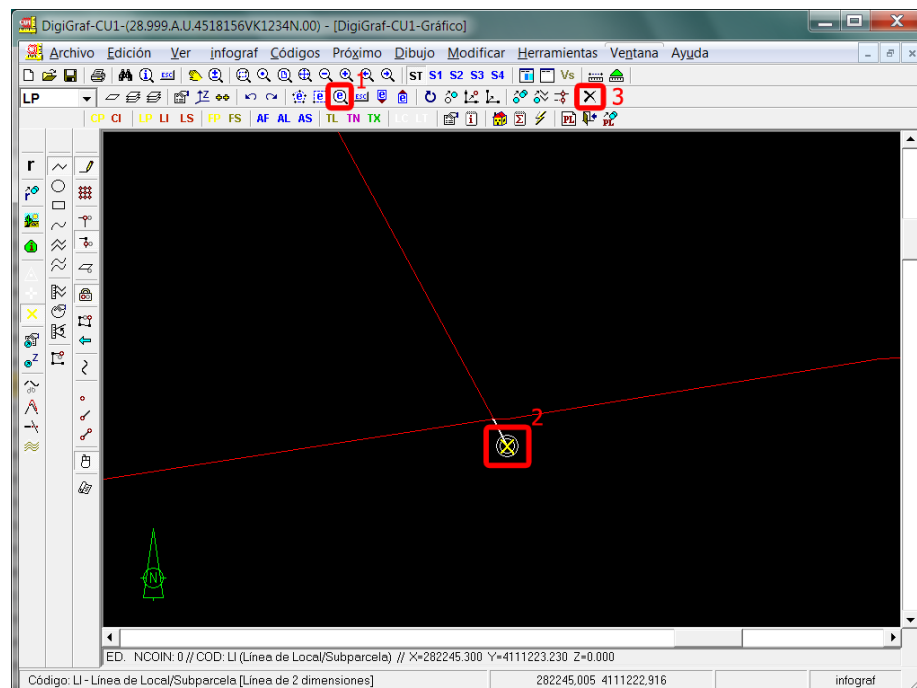 DigiGraf-CU1-(28.999.A.U.4518156VK1234N.00) - [DigiGraf-CU1-Gráfico]
Archivo Edición Ver infograf Códigos Próximo Dibujo Modificar Herramientas Ventana Ayuda
ST S1 S2 S3 S4 Vs
1
LP
3
CP CI LP LI LS FP FS AF AL AS TL TN TX LC LT
2
N
ED. NCOIN: 0 // COD: LI (Línea de Local/Subparcela) // X=282245.300 Y=4111223.230 Z=0.000
Código: LI - Línea de Local/Subparcela [Línea de 2 dimensiones] 282245,005 4111222,916 infograf